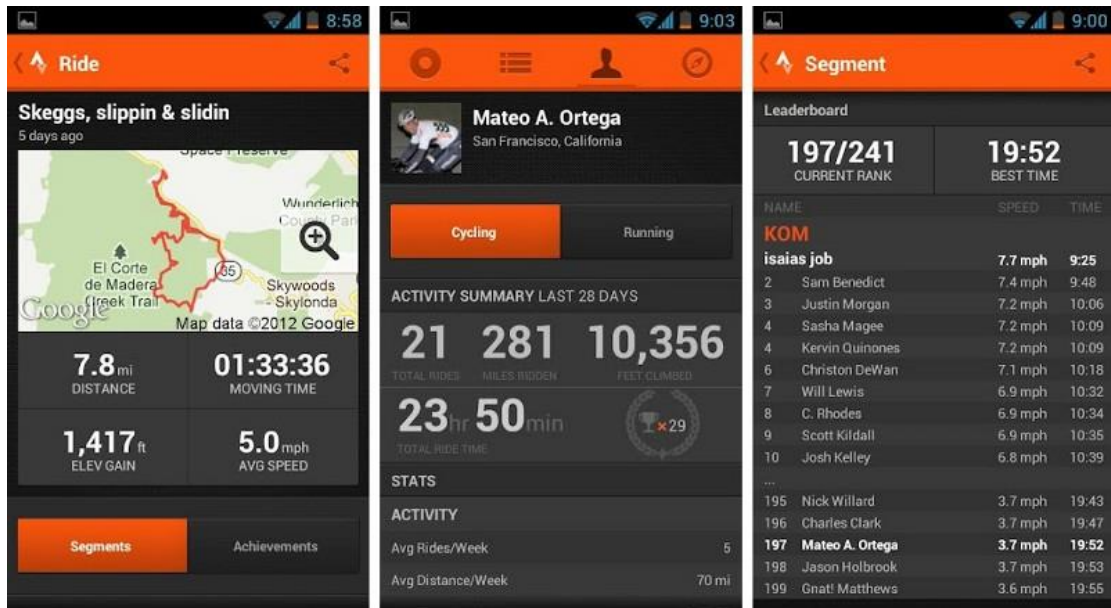 8:58
Ride
Skeggs, slippin & slidin
5 days ago
Space Preserve
Wunderlich
County Par
El Corte
de Madera
Creek Trail
35
Skywoods
- Skylonda
Google
Map data ©2012 Google
7.8 mi
DISTANCE
01:33:36
MOVING TIME
1,417 ft
ELEV GAIN
5.0 mph
AVG SPEED
Segments
Achievements
9:03
Mateo A. Ortega
San Francisco, California
Cycling
Running
ACTIVITY SUMMARY LAST 28 DAYS
21
TOTAL RIDES
281
MILES RIDDEN
10,356
FEET CLIMBED
23hr 50min
TOTAL RIDE TIME
×29
STATS
ACTIVITY
Avg Rides/Week 5
Avg Distance/Week 70 mi
9:00
Segment
Leaderboard
197/241
CURRENT RANK
19:52
BEST TIME
NAME SPEED TIME
KOM
isaias job 7.7 mph 9:25
2 Sam Benedict 7.4 mph 9:48
3 Justin Morgan 7.2 mph 10:06
4 Sasha Magee 7.2 mph 10:09
4 Kervin Quinones 7.2 mph 10:09
6 Christon DeWan 7.1 mph 10:18
7 Will Lewis 6.9 mph 10:32
8 C. Rhodes 6.9 mph 10:34
9 Scott Kildall 6.9 mph 10:35
10 Josh Kelley 6.8 mph 10:39
...
195 Nick Willard 3.7 mph 19:43
196 Charles Clark 3.7 mph 19:47
197 Mateo A. Ortega 3.7 mph 19:52
198 Jason Holbrook 3.7 mph 19:53
199 Gnat! Matthews 3.6 mph 19:55